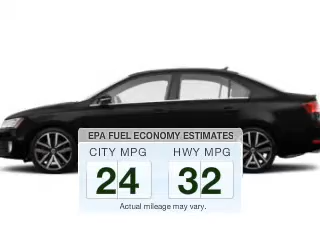 EPA FUEL ECONOMY ESTIMATES
CITY MPG HWY MPG
24 32
Actual mileage may vary.